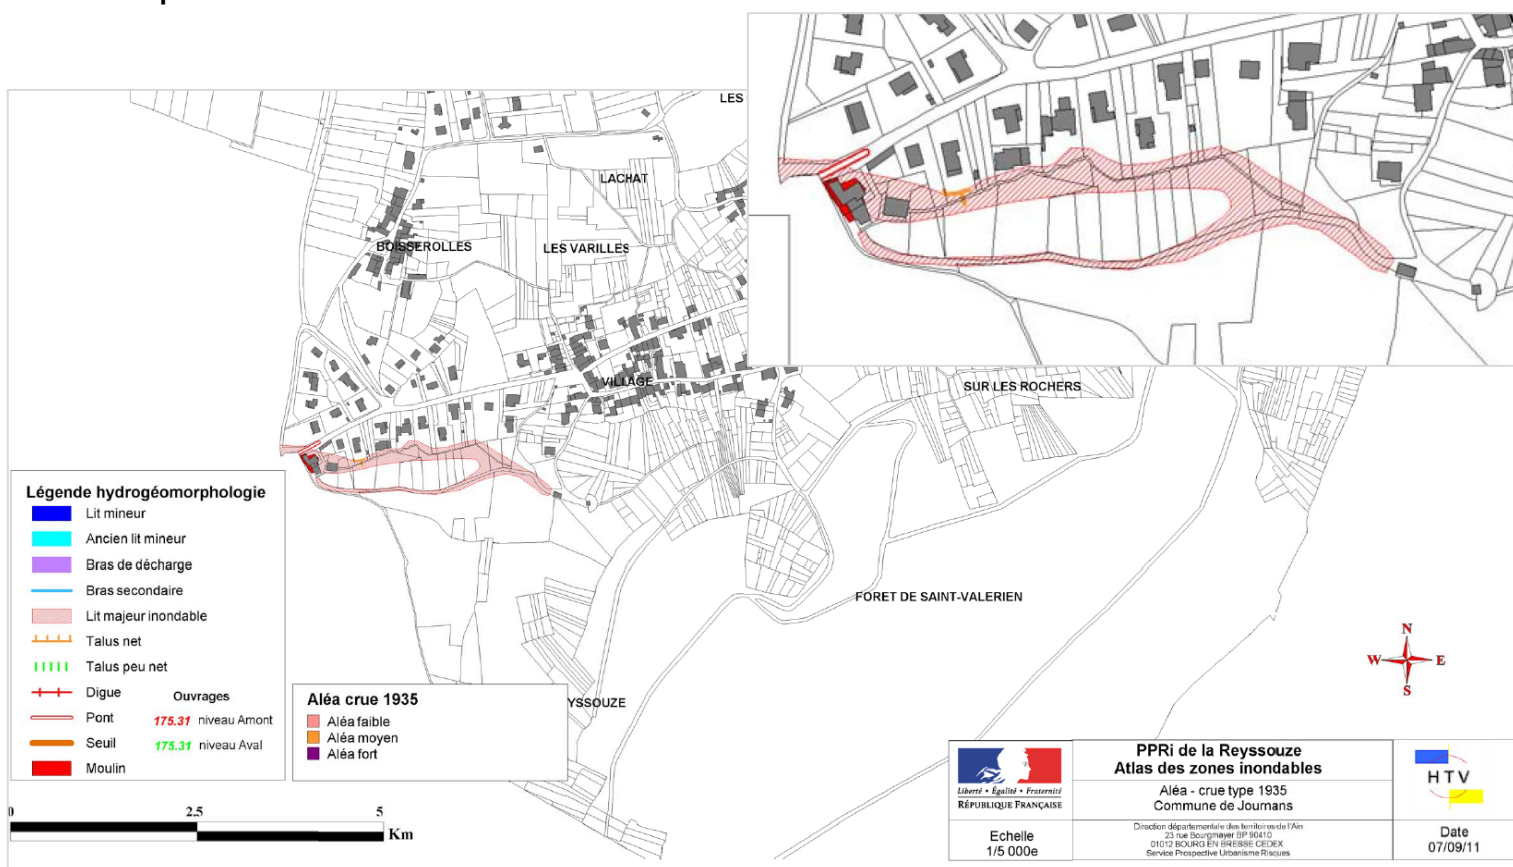 LES
LACHAT
BOISSEROLLES
LES VARILLES
VILLAGE
SUR LES ROCHERS
FORET DE SAINT-VALERIEN
YSSOUZE
Légende hydrogéomorphologie
Lit mineur
Ancien lit mineur
Bras de décharge
Bras secondaire
Lit majeur inondable
Talus net
Talus peu net
Digue
Pont
Seuil
Moulin
Ouvrages
175.31 niveau Amont
175.31 niveau Aval
Aléa crue 1935
Aléa faible
Aléa moyen
Aléa fort
0 2.5 5
Km
N
W E
S
Liberté • Égalité • Fraternité
RÉPUBLIQUE FRANÇAISE
Echelle
1/5 000e
PPRi de la Reyssouze
Atlas des zones inondables
Aléa - crue type 1935
Commune de Journans
Direction départementale des territoires de l'Ain
23 rue Bourgmayer BP 90410
01012 BOURG EN BRESSE CEDEX
Service Prospective Urbanisme Risques
HTV
Date
07/09/11